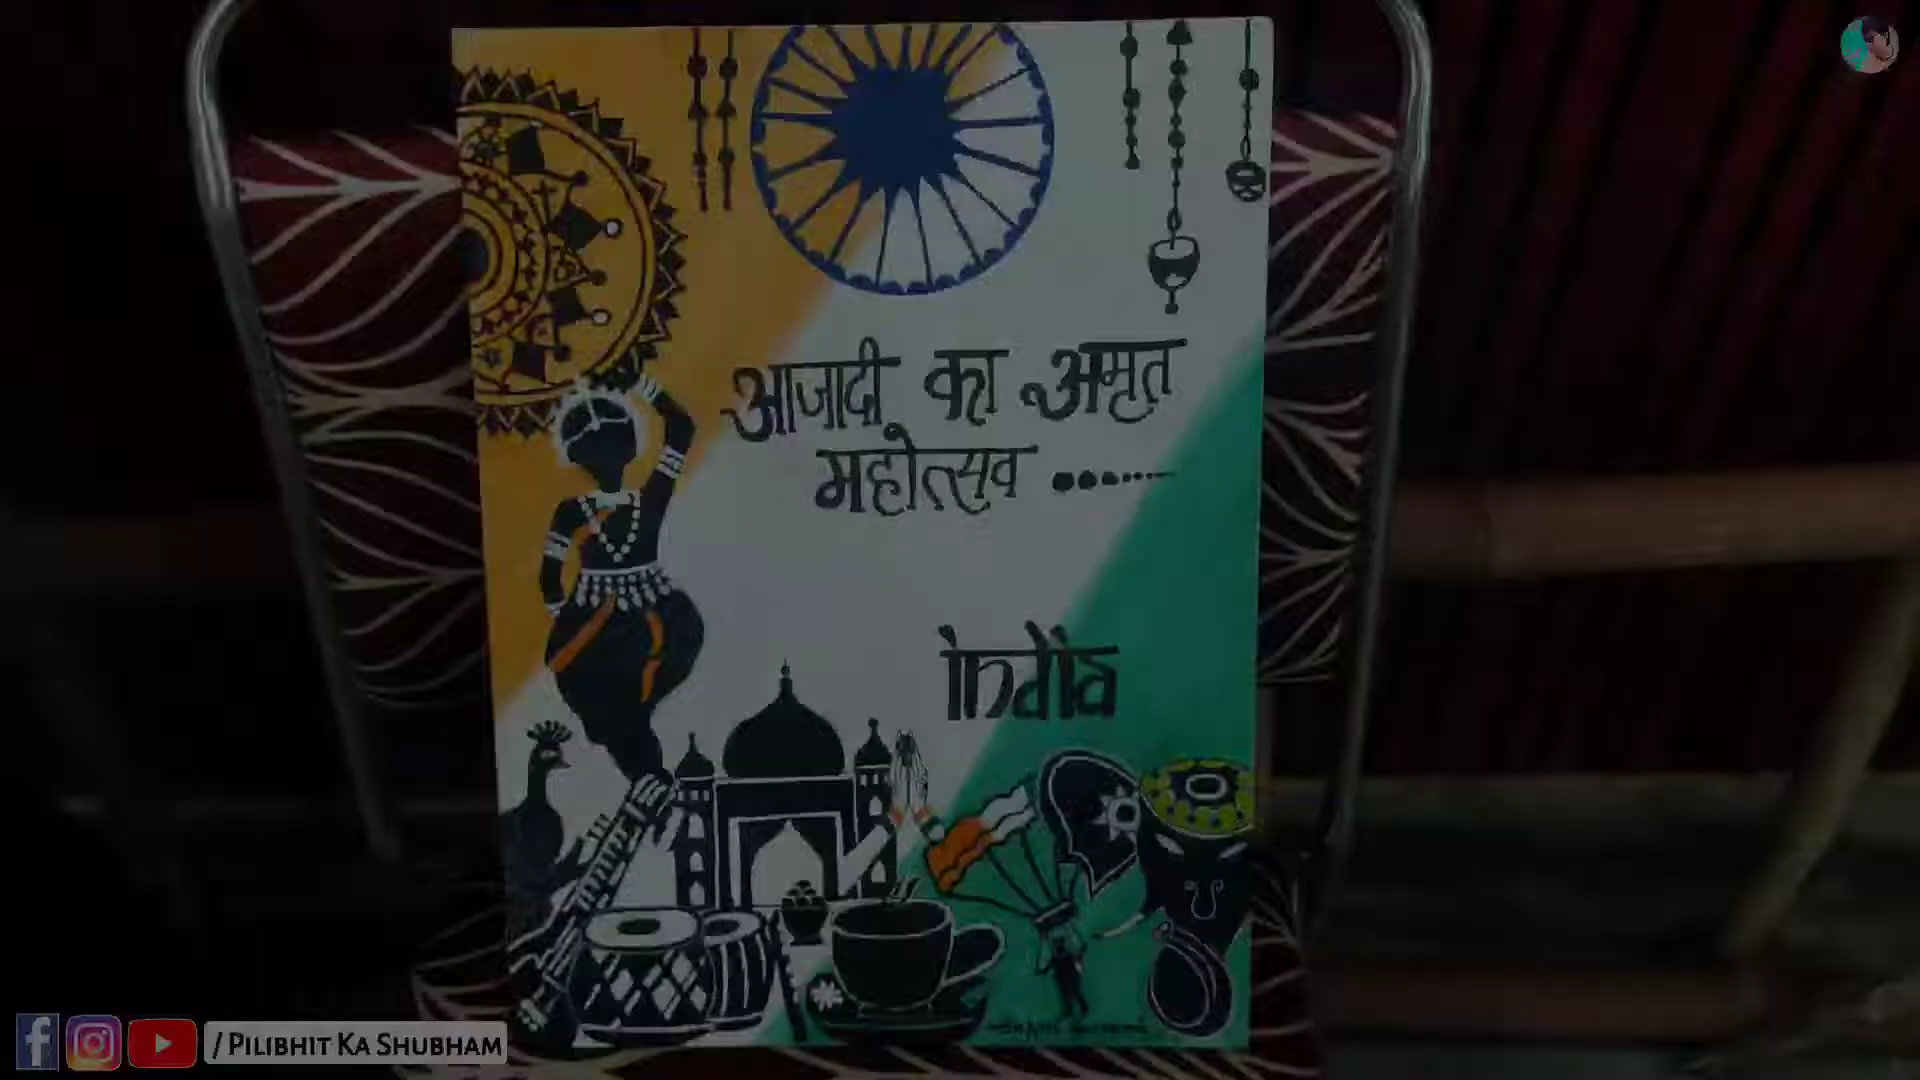 आजादी का अमृत
महोत्सव .......
india
/ PILIBHIT KA SHUBHAM